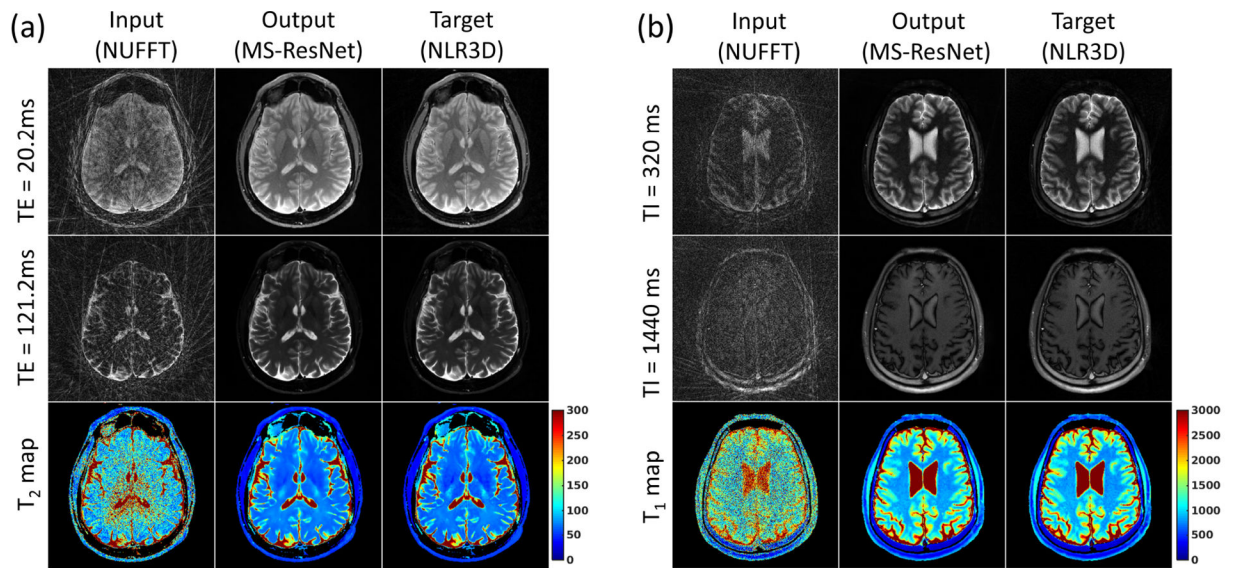 (a)
Input
(NUFFT)
Output
(MS-ResNet)
Target
(NLR3D)
TE = 20.2ms
TE = 121.2ms
T2 map
300
250
200
150
100
50
0
(b)
Input
(NUFFT)
Output
(MS-ResNet)
Target
(NLR3D)
TI = 320 ms
TI = 1440 ms
T1 map
3000
2500
2000
1500
1000
500
0